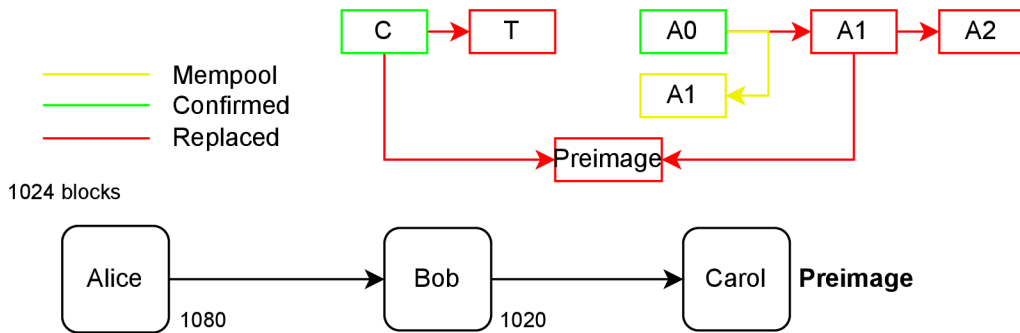 C T A0 A1 A2
Mempool A1
Confirmed
Replaced
Preimage
1024 blocks
Alice Bob Carol Preimage
1080 1020